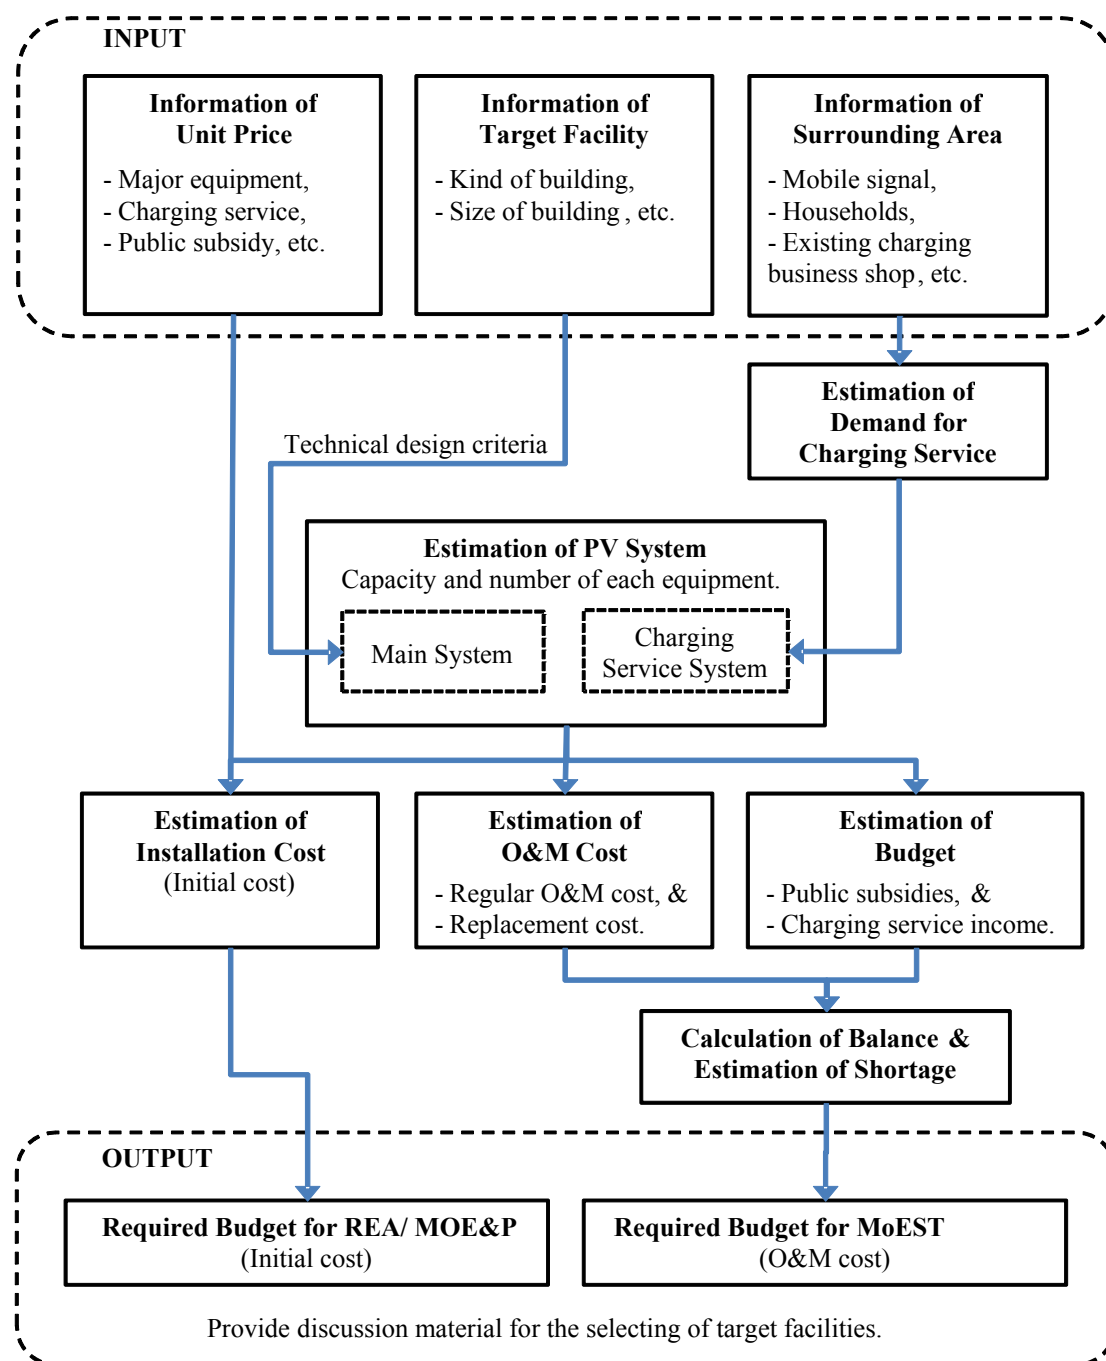 INPUT
Information of
Unit Price
- Major equipment,
- Charging service,
- Public subsidy, etc.
Information of
Target Facility
- Kind of building,
- Size of building, etc.
Information of
Surrounding Area
- Mobile signal,
- Households,
- Existing charging
business shop, etc.
Estimation of
Demand for
Charging Service
Technical design criteria
Estimation of PV System
Capacity and number of each equipment.
Main System
Charging
Service System
Estimation of
Installation Cost
(Initial cost)
Estimation of
O&M Cost
- Regular O&M cost, &
- Replacement cost.
Estimation of
Budget
- Public subsidies, &
- Charging service income.
Calculation of Balance &
Estimation of Shortage
OUTPUT
Required Budget for REA/ MOE&P
(Initial cost)
Required Budget for MoEST
(O&M cost)
Provide discussion material for the selecting of target facilities.